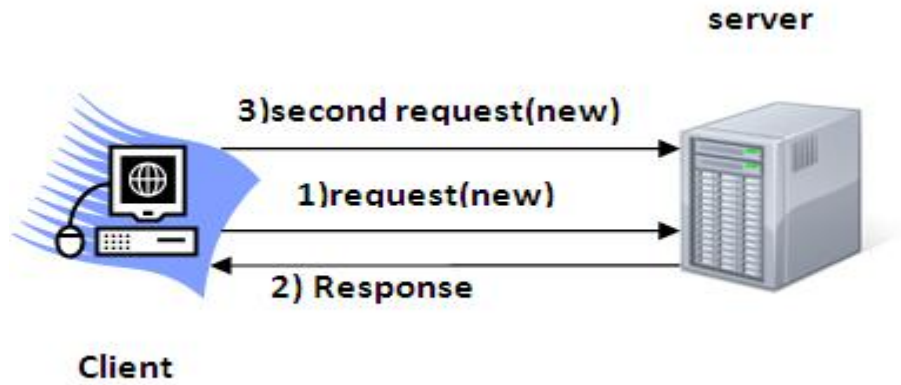 server
3)second request(new)
1)request(new)
2) Response
Client